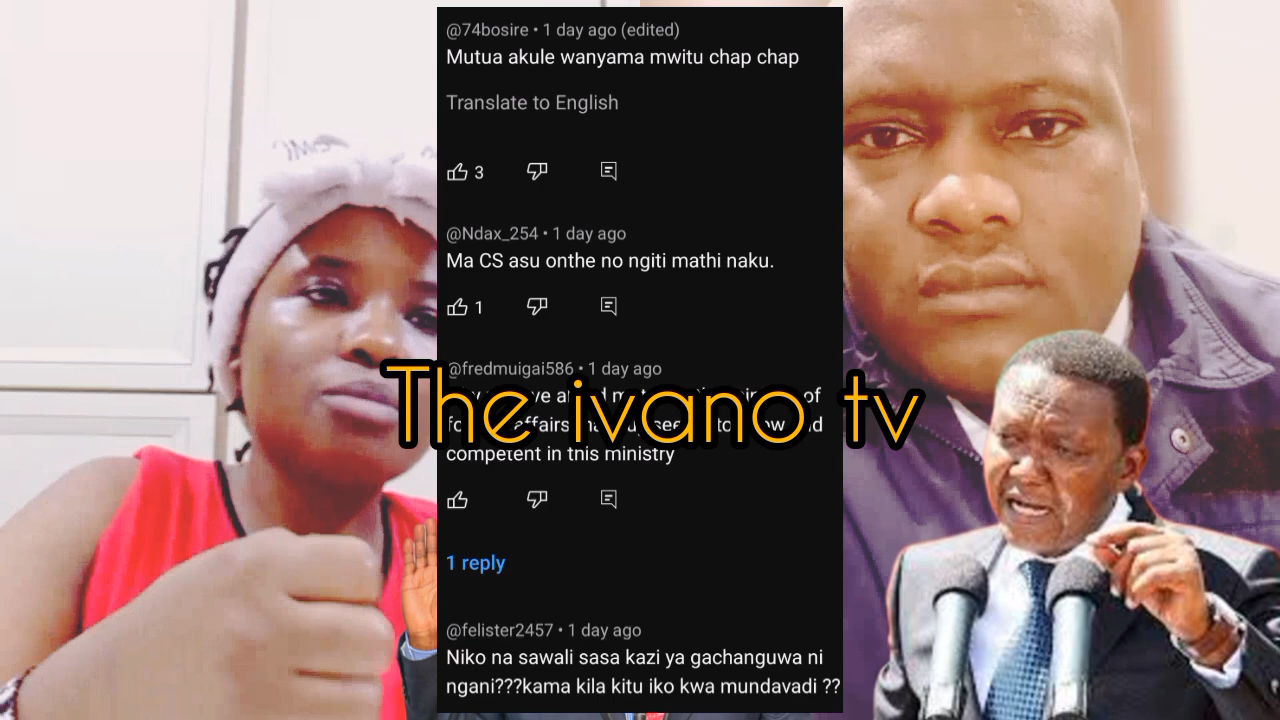 @74bosire • 1 day ago (edited)
Mutua akule wanyama mwitu chap chap
Translate to English
3
@Ndax_254 • 1 day ago
Ma CS asu onthe no ngiti mathi naku.
1
@fredmuigai586 • 1 day ago
of
affairs
competent in this ministry
The ivano tv
1 reply
@felister2457 • 1 day ago
Niko na sawali sasa kazi ya gachanguwa ni
ngani???kama kila kitu iko kwa mundavadi ??